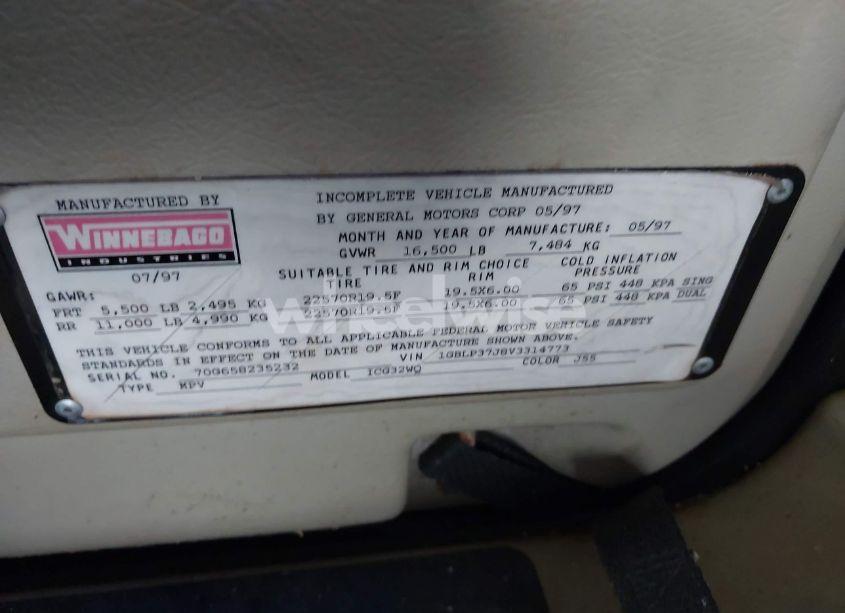 MANUFACTURED BY
WINNEBAGO
INDUSTRIES
07/97
INCOMPLETE VEHICLE MANUFACTURED
BY GENERAL MOTORS CORP 05/97
MONTH AND YEAR OF MANUFACTURE: 05/97
GVWR 16,500 LB 7,484 KG
SUITABLE TIRE AND RIM CHOICE COLD INFLATION
TIRE RIM PRESSURE
GAWR:
FRT 5,500 LB 2,495 KG 22570R19.5F 19.5X6.00 65 PSI 448 KPA SING
RR 11,000 LB 4,990 KG 22570R19.5F 19.5X6.00 65 PSI 448 KPA DUAL
THIS VEHICLE CONFORMS TO ALL APPLICABLE FEDERAL MOTOR VEHICLE SAFETY
STANDARDS IN EFFECT ON THE DATE OF MANUFACTURE SHOWN ABOVE.
SERIAL NO. 70G658235232 VIN 1GBLP37J8V3314773
TYPE MPV MODEL ICG32WQ COLOR J55
wheelwise